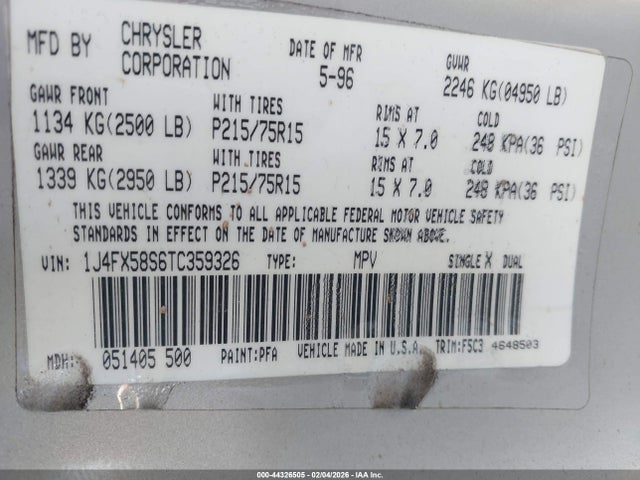 MFD BY CHRYSLER CORPORATION DATE OF MFR 5-96 GVWR 2246 KG(04950 LB)
GAWR FRONT WITH TIRES RIMS AT COLD
1134 KG(2500 LB) P215/75R15 15 X 7.0 248 KPA(36 PSI)
GAWR REAR WITH TIRES RIMS AT COLD
1339 KG(2950 LB) P215/75R15 15 X 7.0 248 KPA(36 PSI)
THIS VEHICLE CONFORMS TO ALL APPLICABLE FEDERAL MOTOR VEHICLE SAFETY
STANDARDS IN EFFECT ON THE DATE OF MANUFACTURE SHOWN ABOVE.
VIN: 1J4FX58S6TC359326 TYPE: MPV SINGLE X DUAL
MDH: 051405 500 PAINT:PFA VEHICLE MADE IN U.S.A. TRIM:F5C3 4648503
000-44326505 - 02/04/2026 - IAA Inc.